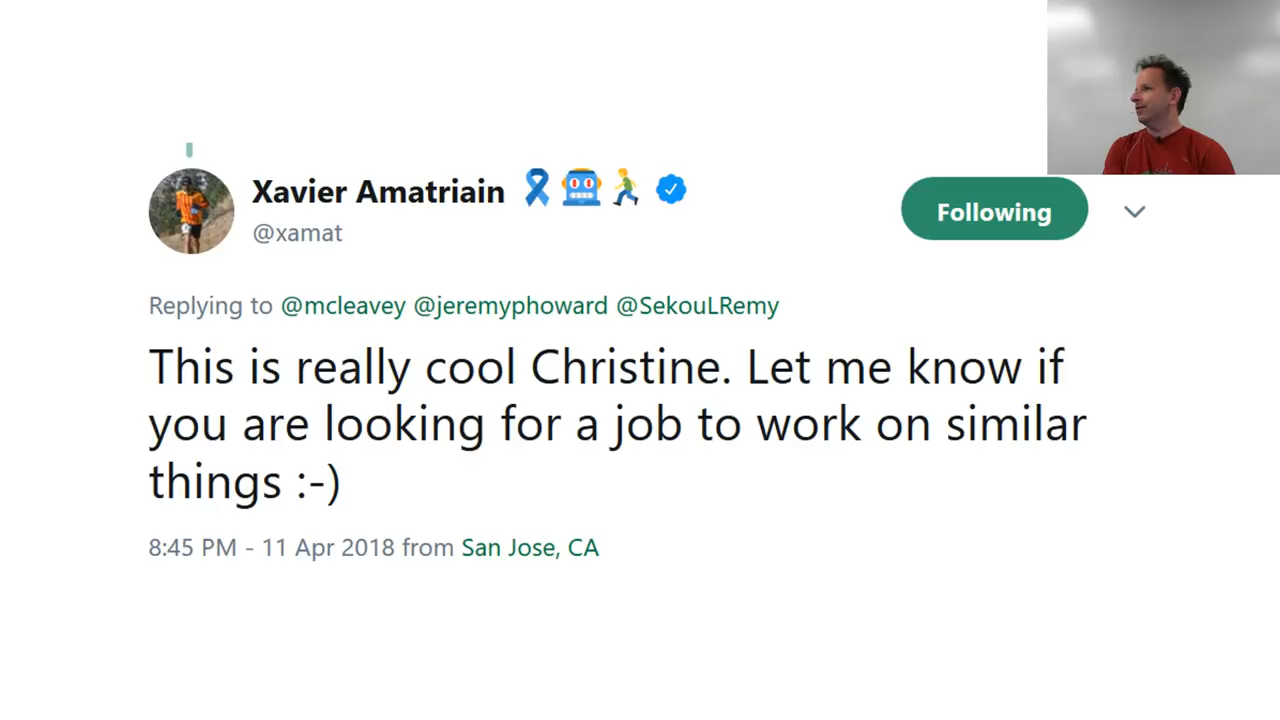 Xavier Amatriain
@xamat
Following
Replying to @mcleavey @jeremyphoward @SekouLRemy
This is really cool Christine. Let me know if
you are looking for a job to work on similar
things :-)
8:45 PM - 11 Apr 2018 from San Jose, CA